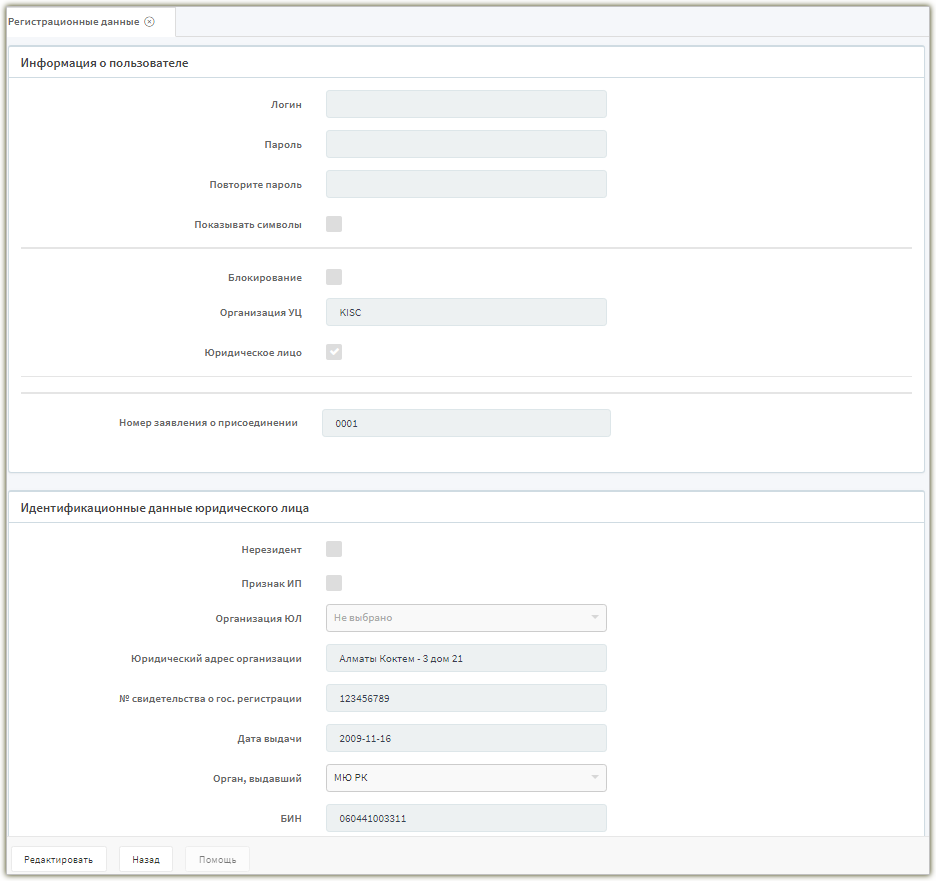 Регистрационные данные
Информация о пользователе
Логин
Пароль
Повторите пароль
Показывать символы
Блокирование
Организация УЦ KISC
Юридическое лицо
Номер заявления о присоединении 0001
Идентификационные данные юридического лица
Нерезидент
Признак ИП
Организация ЮЛ Не выбрано
Юридический адрес организации Алматы Коктем - 3 дом 21
№ свидетельства о гос. регистрации 123456789
Дата выдачи 2009-11-16
Орган, выдавший МЮ РК
БИН 060441003311
Редактировать Назад Помощь